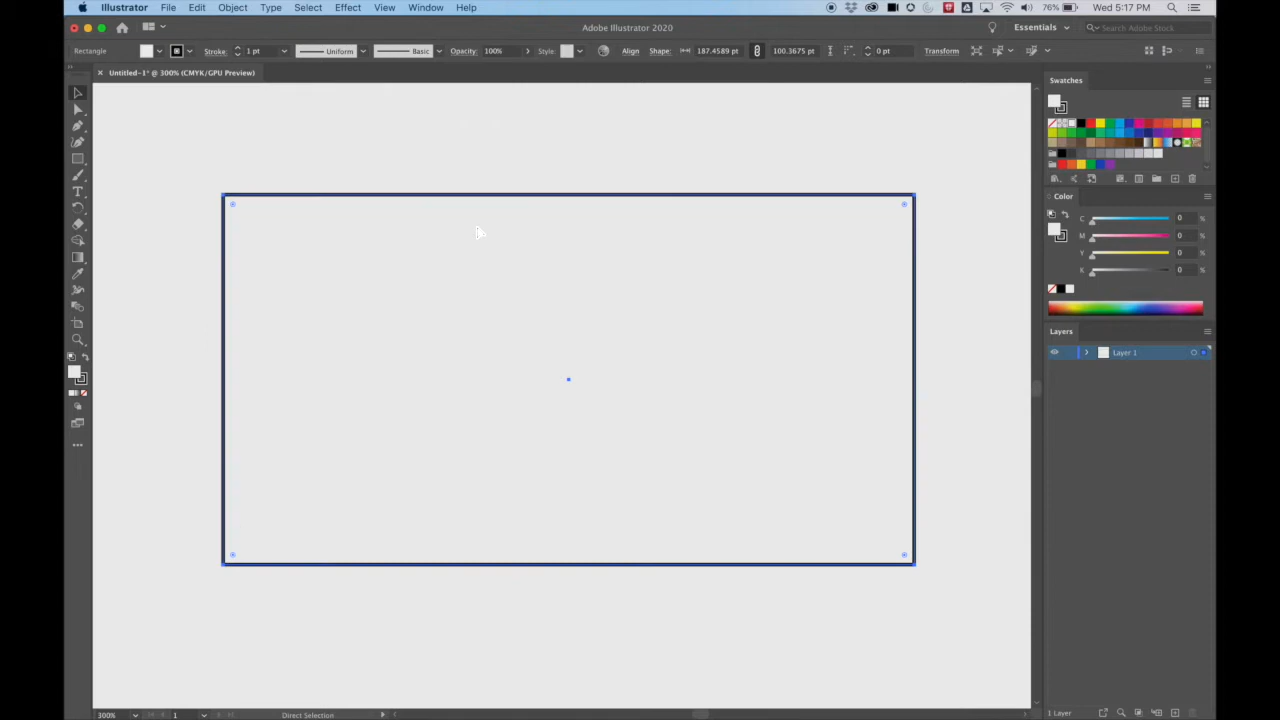 Illustrator File Edit Object Type Select Effect View Window Help 76% Wed 5:17 PM
Adobe Illustrator 2020 Essentials Search Adobe Stock
Rectangle Stroke: 1 pt Uniform Basic Opacity: 100% Style: Align Shape: 187.4589 pt 100.3675 pt 0 pt Transform
Untitled-1* @ 300% (CMYK/GPU Preview)
Swatches
Color
C 0 %
M 0 %
Y 0 %
K 0 %
Layers
Layer 1
300% 1 Direct Selection 1 Layer